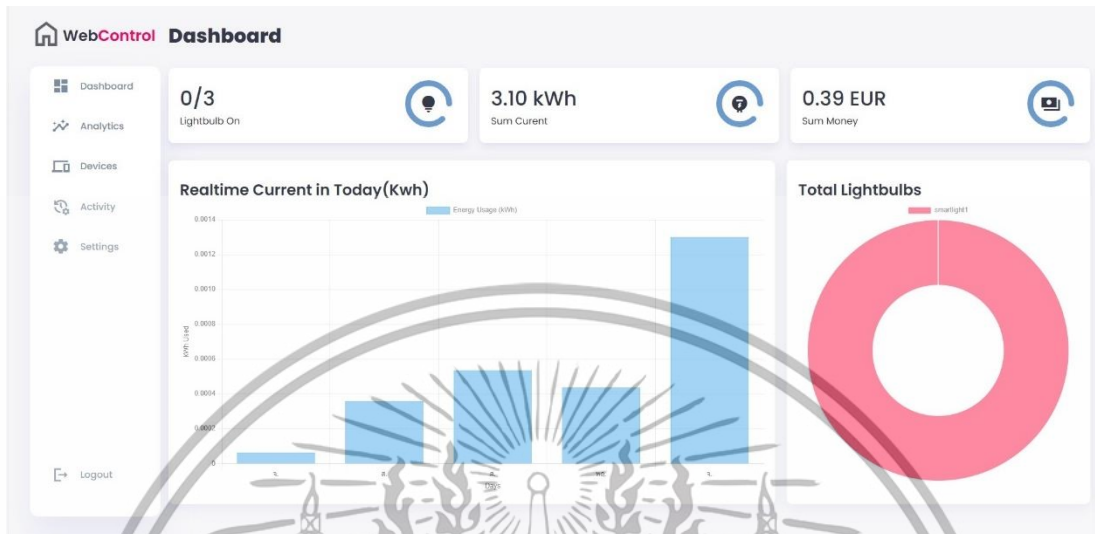 WebControl
Dashboard
Dashboard
Analytics
Devices
Activity
Settings
Logout
0/3
Lightbulb On
3.10 kWh
Sum Curent
0.39 EUR
Sum Money
Realtime Current in Today(Kwh)
Energy Usage (kWh)
kWh Used
0.0014
0.0012
0.0010
0.0008
0.0006
0.0004
0.0002
0
Days
Total Lightbulbs
smartlight1